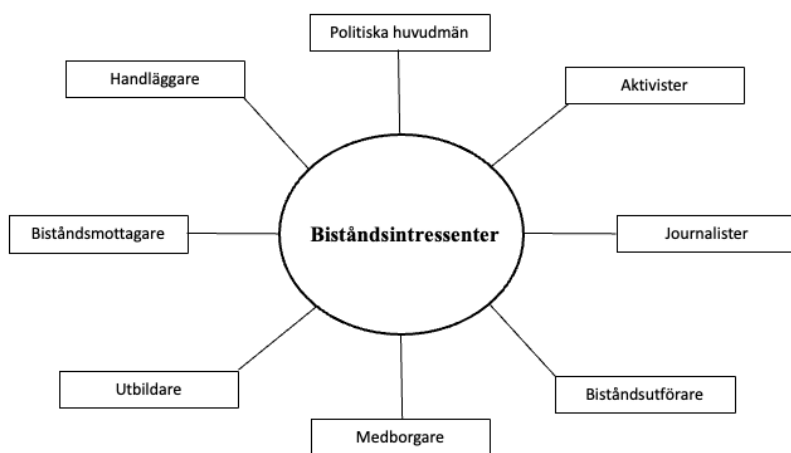 Politiska huvudmän
Handläggare
Aktivister
Biståndsmottagare
Biståndsintressenter
Journalister
Utbildare
Biståndsutförare
Medborgare